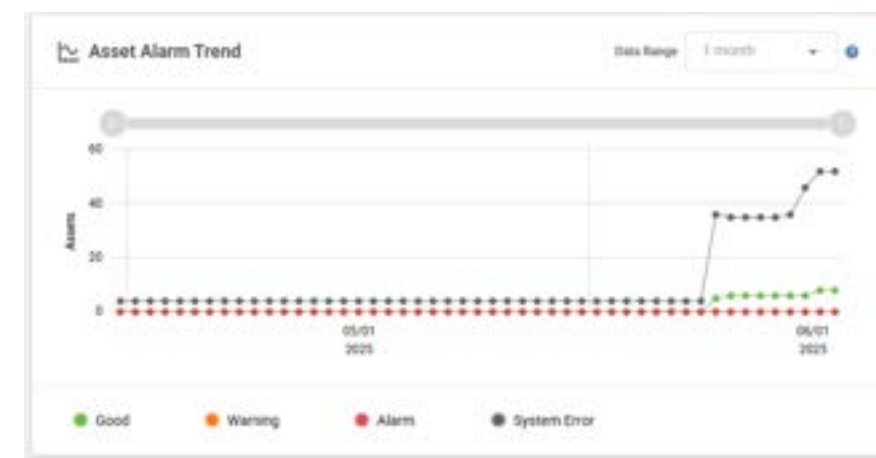 Asset Alarm Trend
Data Range 1 month
60
40
20
0
Assets
05/01
2025
06/01
2025
Good Warning Alarm System Error